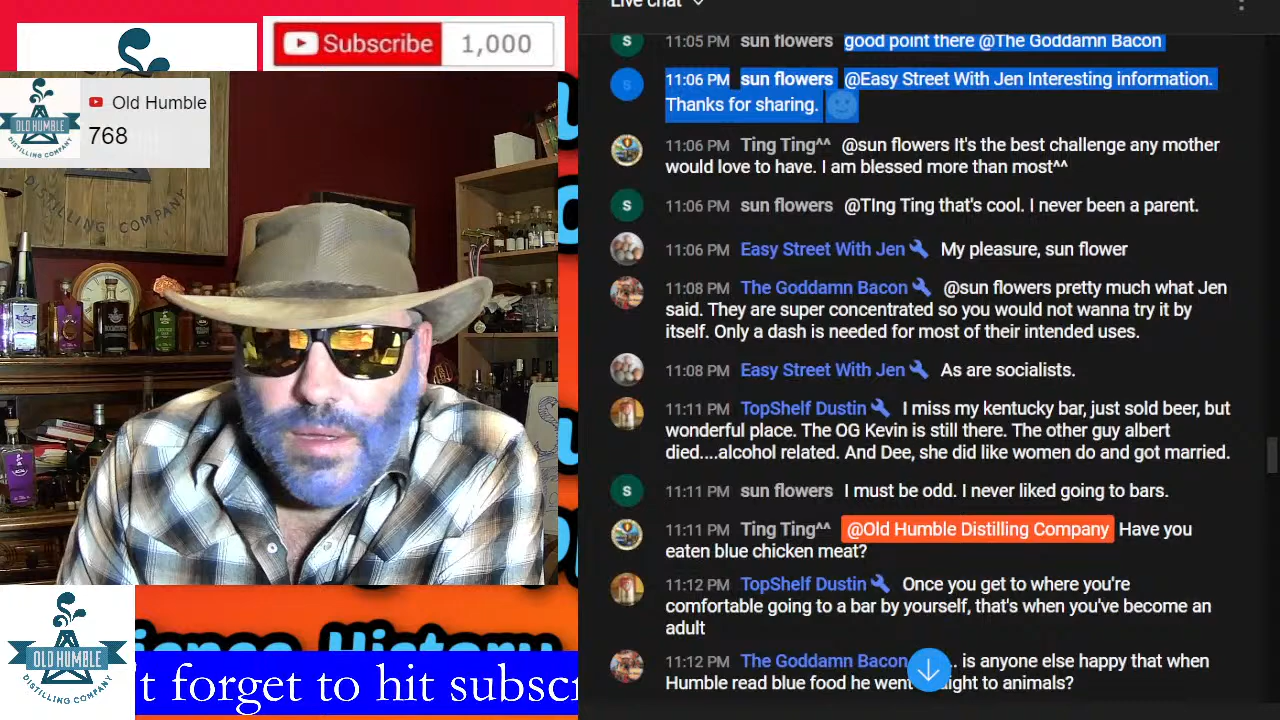 Live chat
Subscribe 1,000
Old Humble
768
OLD HUMBLE
DISTILLING COMPANY
DISTILLING COMPANY
11:05 PM sun flowers good point there @The Goddamn Bacon
11:06 PM sun flowers @Easy Street With Jen Interesting information.
Thanks for sharing.
11:06 PM Ting Ting^^ @sun flowers It's the best challenge any mother
would love to have. I am blessed more than most^^
11:06 PM sun flowers @TIng Ting that's cool. I never been a parent.
11:06 PM Easy Street With Jen My pleasure, sun flower
11:08 PM The Goddamn Bacon @sun flowers pretty much what Jen
said. They are super concentrated so you would not wanna try it by
itself. Only a dash is needed for most of their intended uses.
11:08 PM Easy Street With Jen As are socialists.
11:11 PM TopShelf Dustin I miss my kentucky bar, just sold beer, but
wonderful place. The OG Kevin is still there. The other guy albert
died....alcohol related. And Dee, she did like women do and got married.
11:11 PM sun flowers I must be odd. I never liked going to bars.
11:11 PM Ting Ting^^ @Old Humble Distilling Company Have you
eaten blue chicken meat?
11:12 PM TopShelf Dustin Once you get to where you're
comfortable going to a bar by yourself, that's when you've become an
adult
11:12 PM The Goddamn Bacon .. is anyone else happy that when
Humble read blue food he went to animals?
OLD HUMBLE
DISTILLING COMPANY
History
't forget to hit subscr